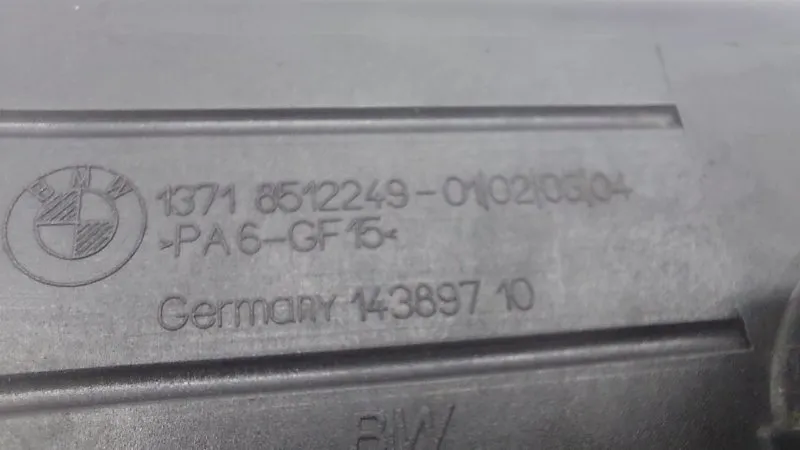 BMW
1371 8512249-01/02/03/04
>PA6-GF15<
Germany 143897 10